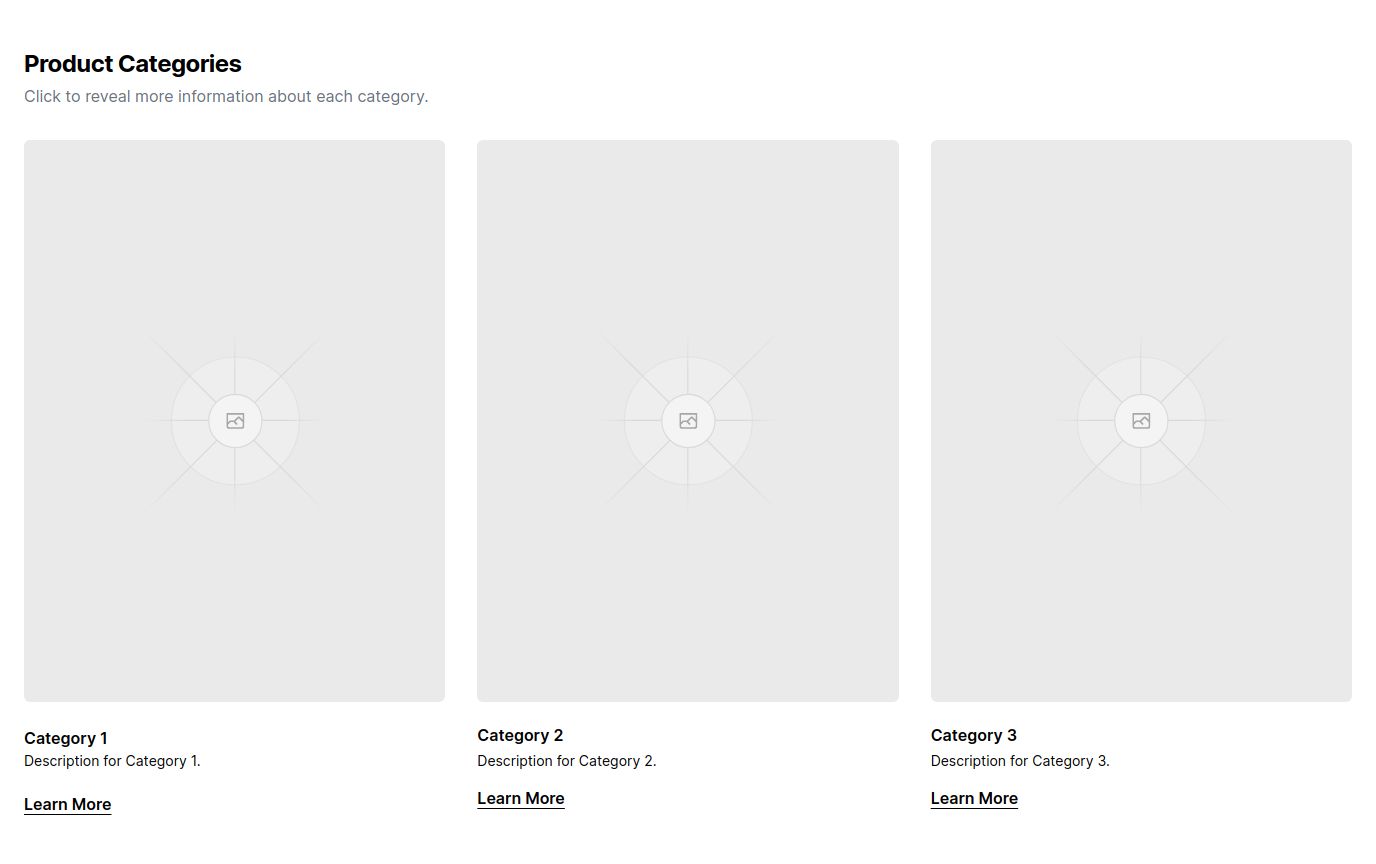 Product Categories
Click to reveal more information about each category.
Category 1
Description for Category 1.
Learn More
Category 2
Description for Category 2.
Learn More
Category 3
Description for Category 3.
Learn More